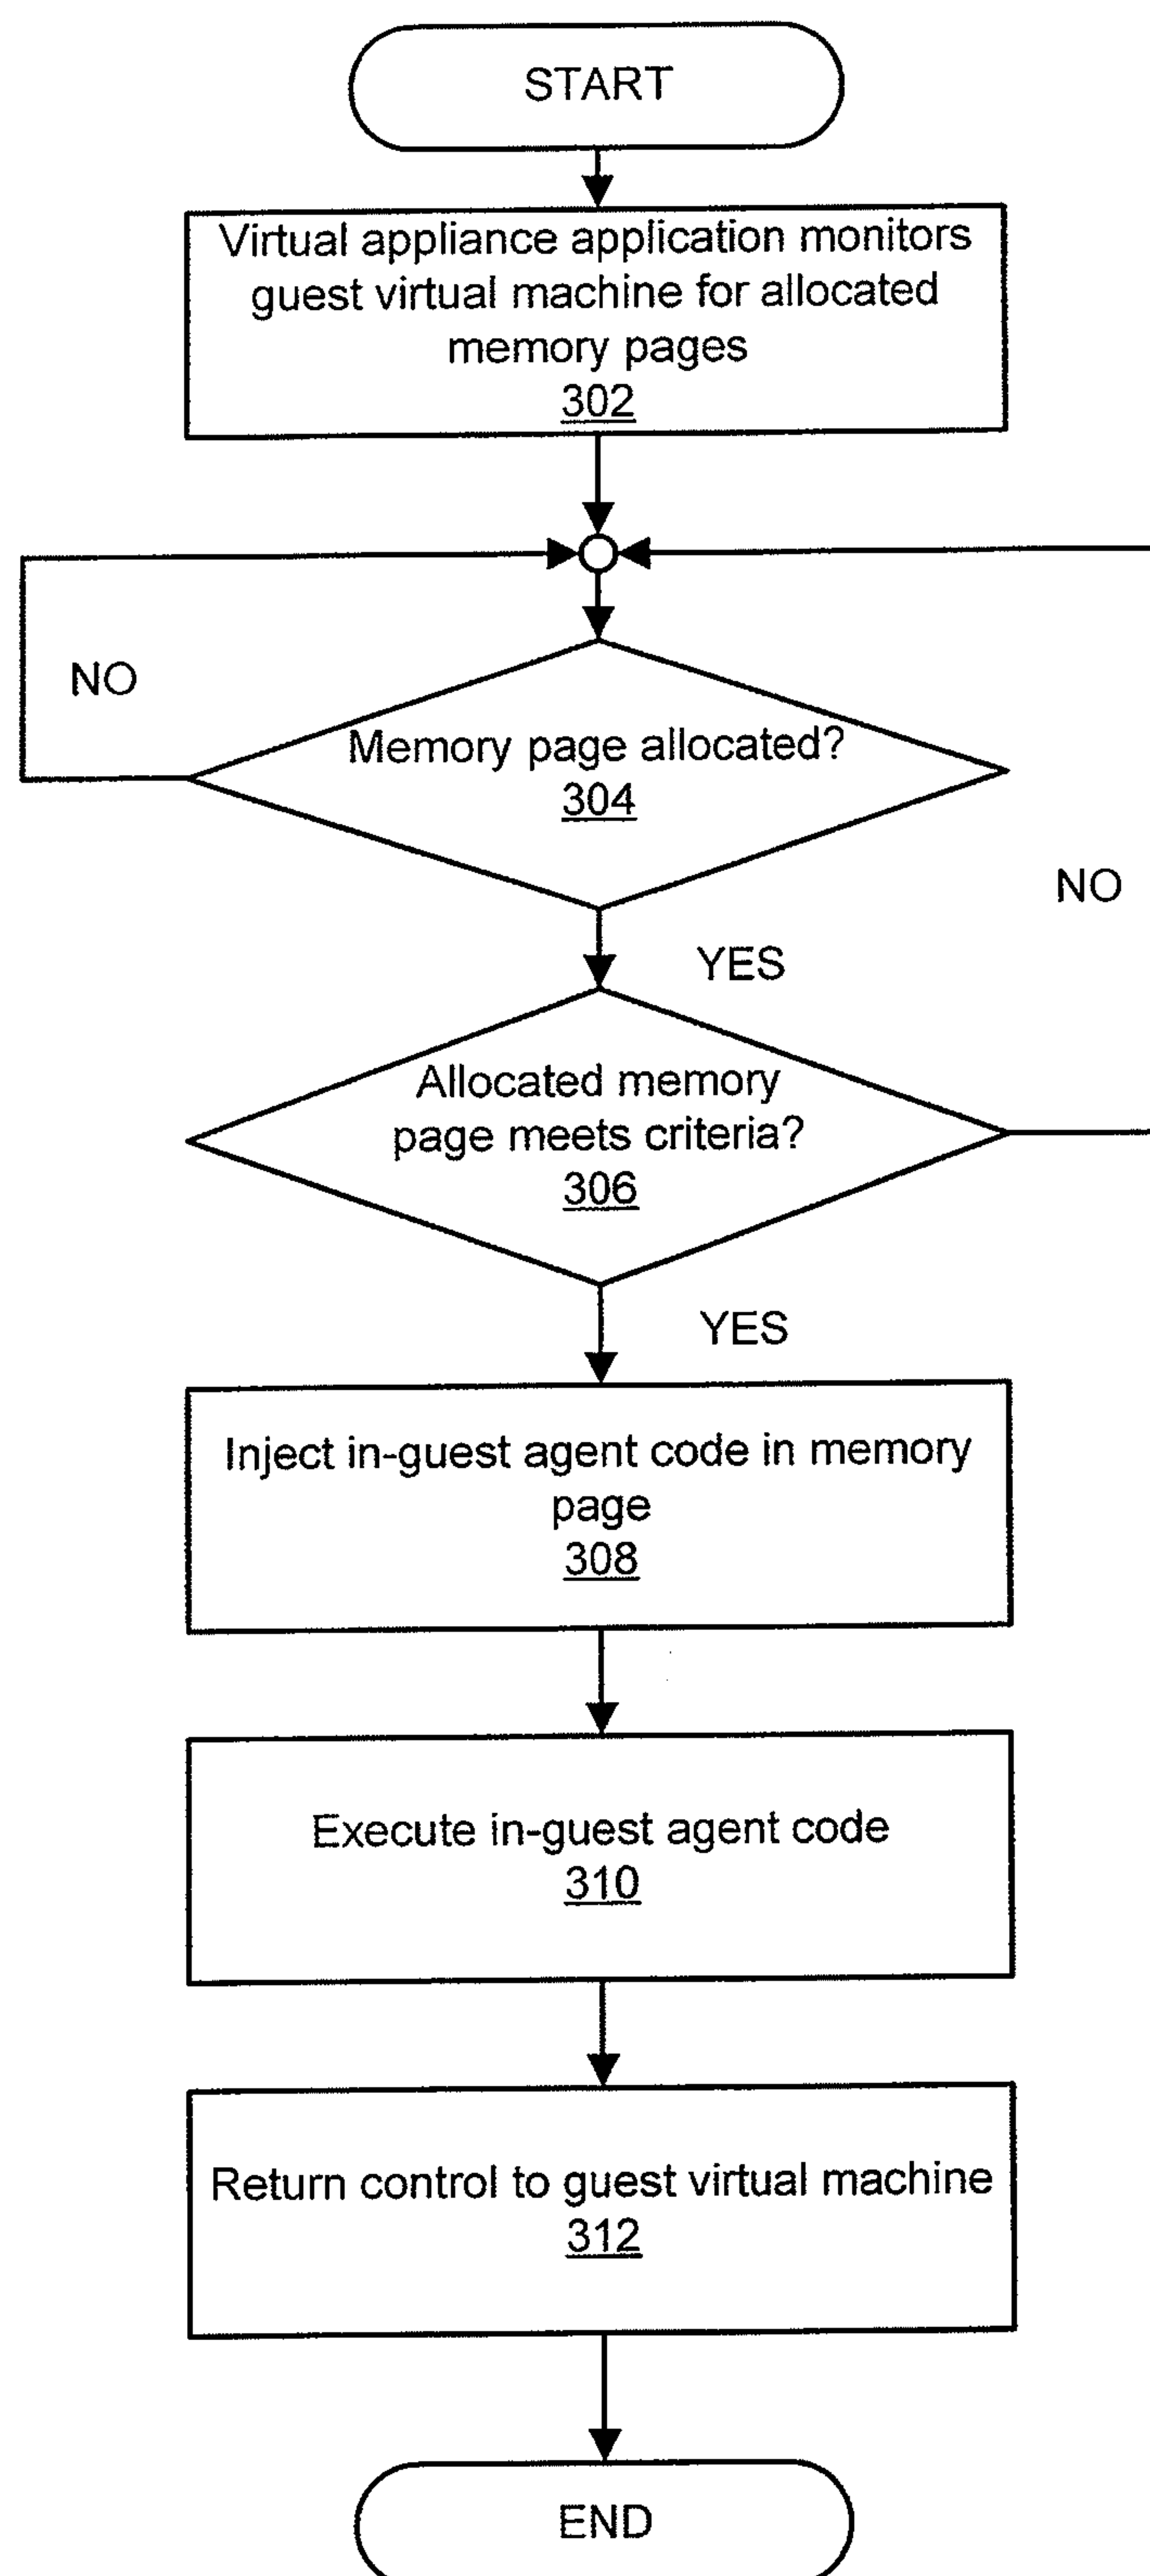 START
Virtual appliance application monitors
guest virtual machine for allocated
memory pages
302
NO
Memory page allocated?
304
NO
YES
Allocated memory
page meets criteria?
306
YES
Inject in-guest agent code in memory
page
308
Execute in-guest agent code
310
Return control to guest virtual machine
312
END